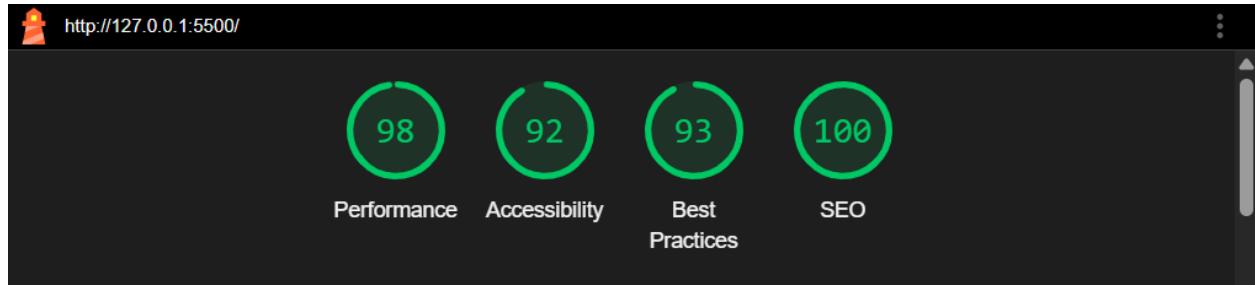 http://127.0.0.1:5500/
98 92 93 100
Performance Accessibility Best SEO
Practices